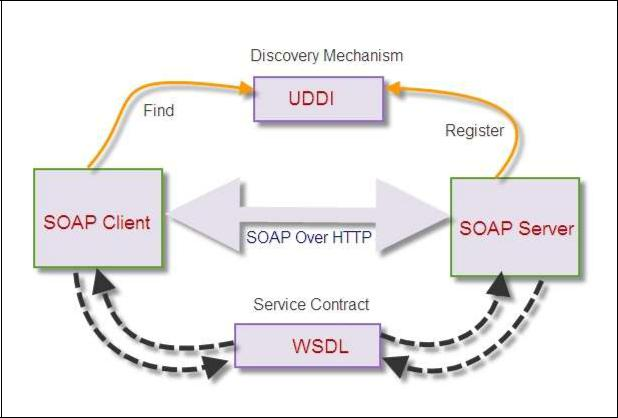 Discovery Mechanism
UDDI
Find
Register
SOAP Client
SOAP Over HTTP
SOAP Server
Service Contract
WSDL